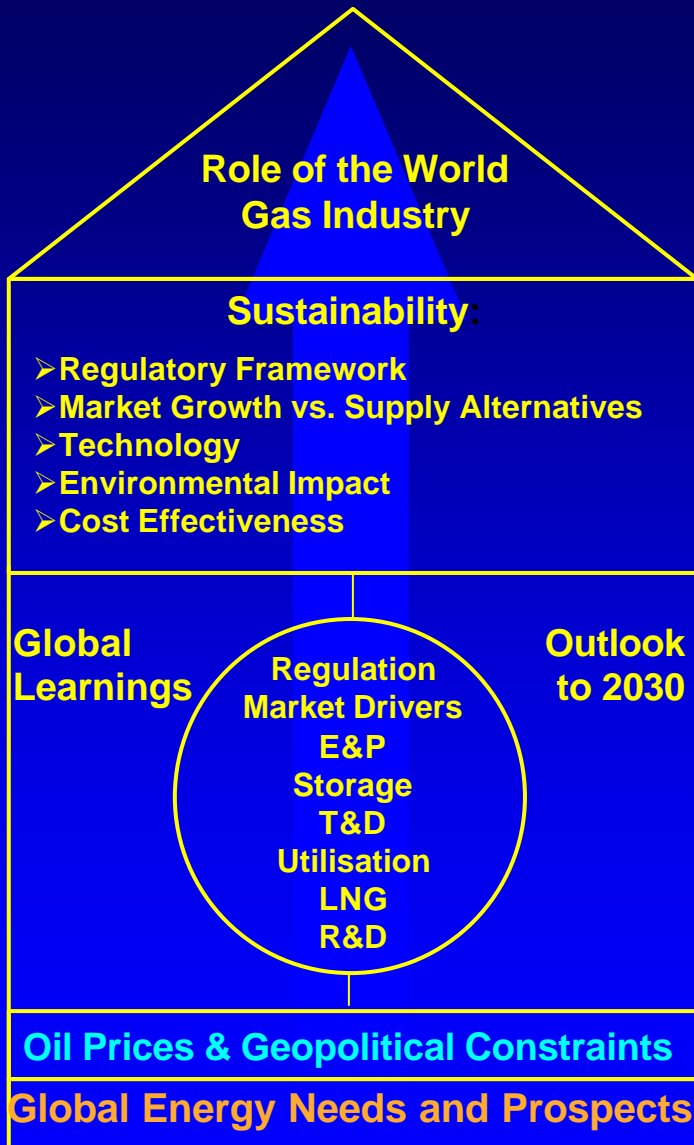 Role of the World
Gas Industry
Sustainability:
➢Regulatory Framework
➢Market Growth vs. Supply Alternatives
➢Technology
➢Environmental Impact
➢Cost Effectiveness
Global
Learnings
Outlook
to 2030
Regulation
Market Drivers
E&P
Storage
T&D
Utilisation
LNG
R&D
Oil Prices & Geopolitical Constraints
Global Energy Needs and Prospects